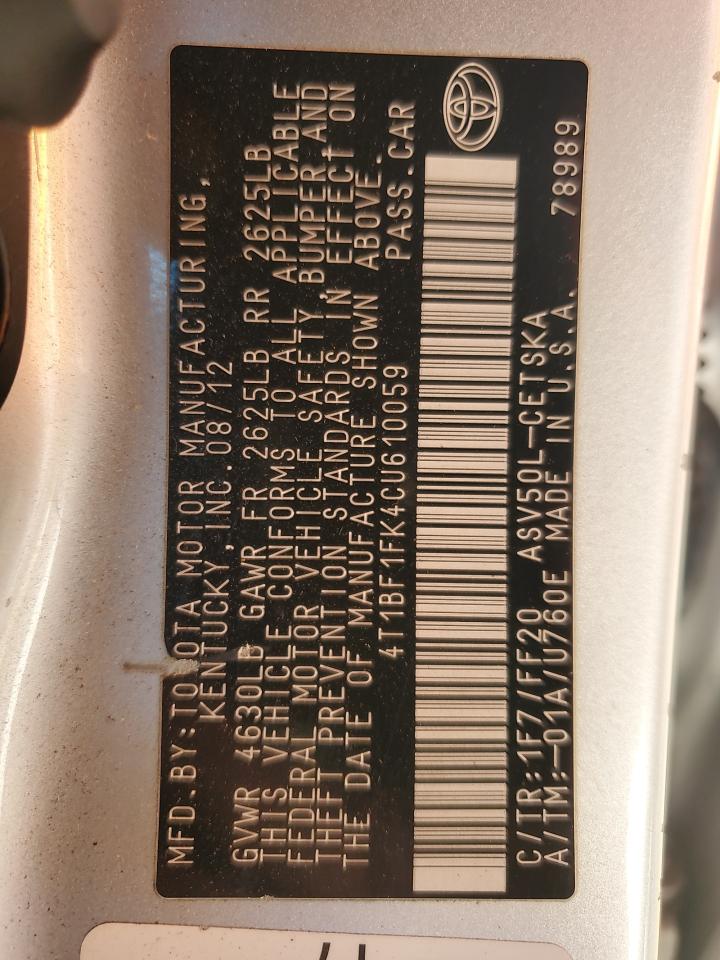 MFD.BY:TOYOTA MOTOR MANUFACTURING,
KENTUCKY, INC. 08/12
GVWR 4630LB GAWR FR 2625LB RR 2625LB
THIS VEHICLE CONFORMS TO ALL APPLICABLE
FEDERAL MOTOR VEHICLE SAFETY, BUMPER,AND
THEFT PREVENTION STANDARDS IN EFFECT ON
THE DATE OF MANUFACTURE SHOWN ABOVE.
4T1BF1FK4CU610059 PASS.CAR
C/TR:1F7/FF20 ASV50L-CETSKA 78989
A/TM:-01A/U760E MADE IN U.S.A.